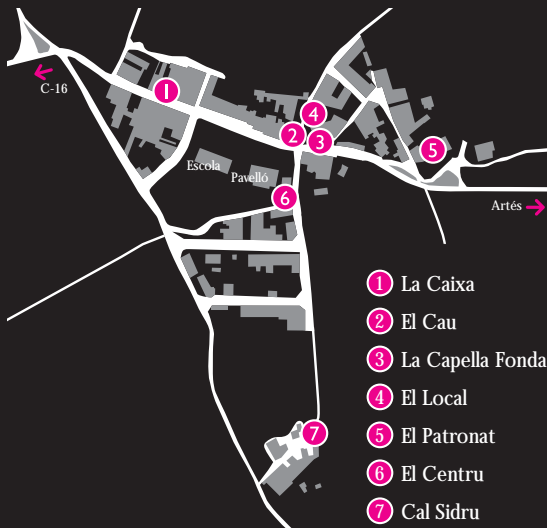 C-16
1
4
2
3
5
Escola
Pavelló
6
Artés
7
1 La Caixa
2 El Cau
3 La Capella Fonda
4 El Local
5 El Patronat
6 El Centru
7 Cal Sidru